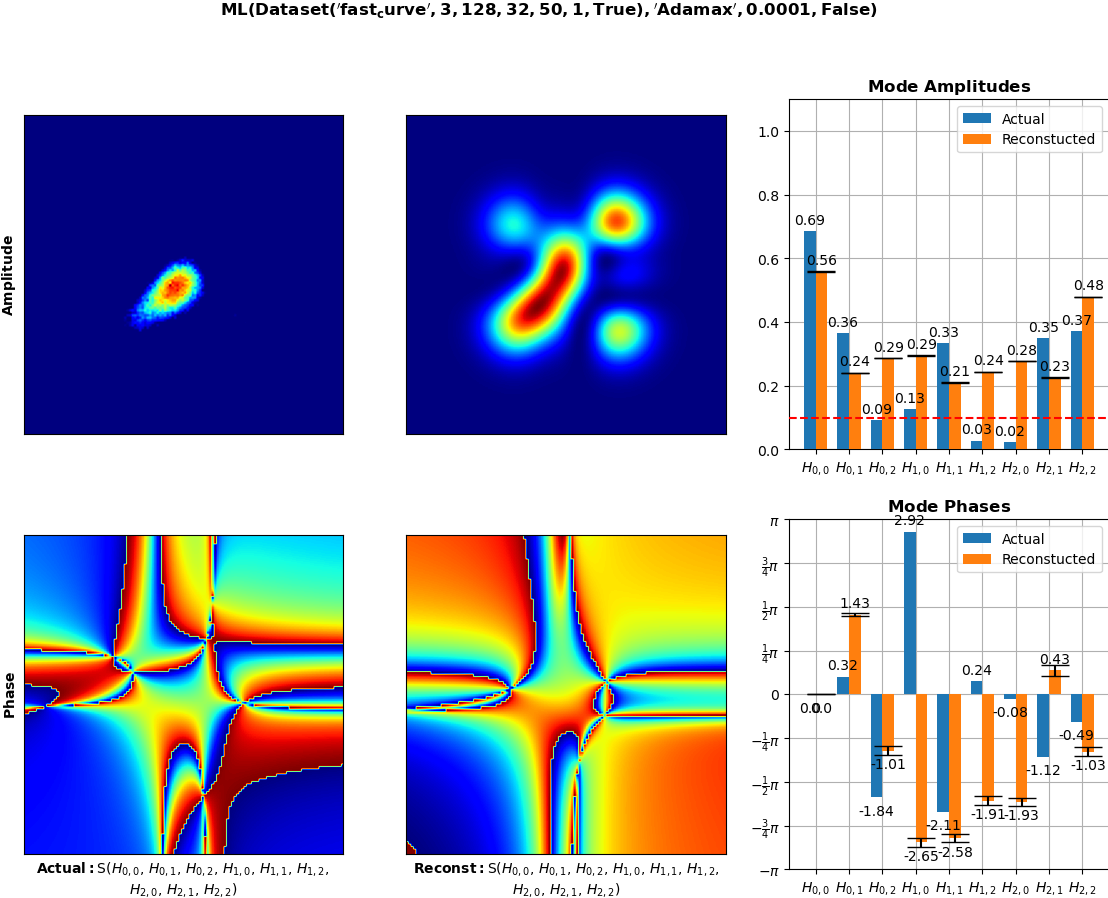 ML(Dataset('fast_curve', 3, 128, 32, 50, 1, True), 'Adamax', 0.0001, False)
Amplitude
Mode Amplitudes
Actual
Reconstucted
1.0
0.8
0.6
0.4
0.2
0.0
0.69
0.56
0.36
0.24
0.09
0.29
0.13
0.29
0.33
0.21
0.03
0.24
0.02
0.28
0.35
0.23
0.37
0.48
H0,0 H0,1 H0,2 H1,0 H1,1 H1,2 H2,0 H2,1 H2,2
Phase
Actual: S(H0,0, H0,1, H0,2, H1,0, H1,1, H1,2,
H2,0, H2,1, H2,2)
Reconst: S(H0,0, H0,1, H0,2, H1,0, H1,1, H1,2,
H2,0, H2,1, H2,2)
Mode Phases
Actual
Reconstucted
π
3/4π
1/2π
1/4π
0
−1/4π
−1/2π
−3/4π
−π
0.0
0.0
0.32
1.43
-1.84
-1.01
2.92
-2.65
-2.11
-2.58
0.24
-1.91
-0.08
-1.93
-1.12
0.43
-0.49
-1.03
H0,0 H0,1 H0,2 H1,0 H1,1 H1,2 H2,0 H2,1 H2,2